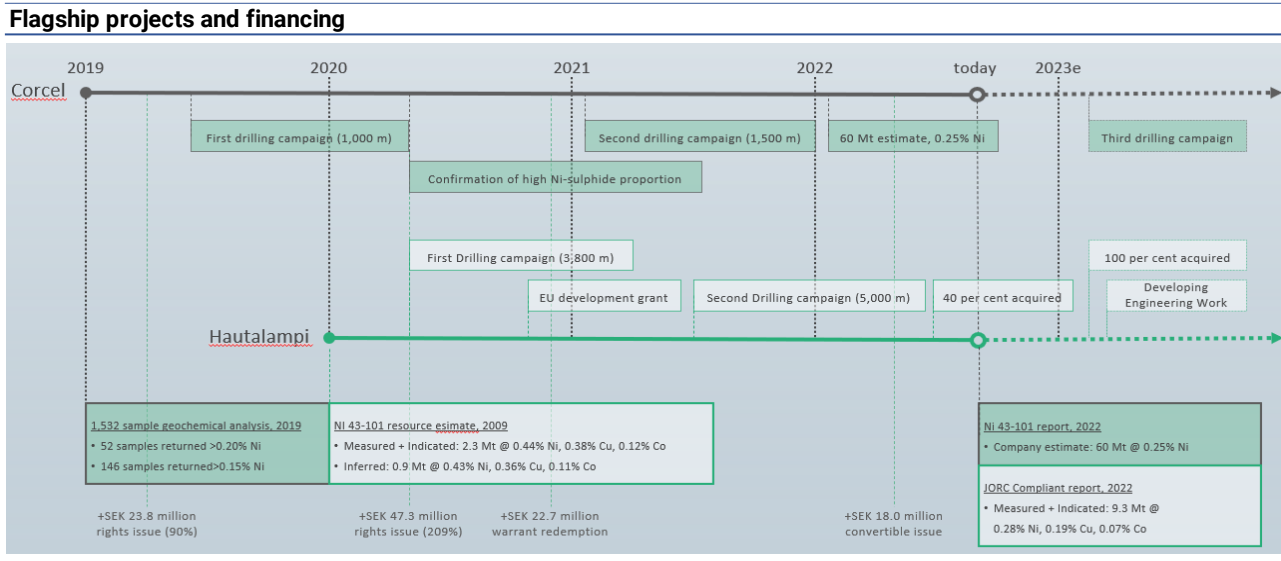 Flagship projects and financing
2019 2020 2021 2022 today 2023e
Corcel
First drilling campaign (1,000 m)
Second drilling campaign (1,500 m)
60 Mt estimate, 0.25% Ni
Third drilling campaign
Confirmation of high Ni-sulphide proportion
First Drilling campaign (3,800 m)
100 per cent acquired
EU development grant
Second Drilling campaign (5,000 m)
40 per cent acquired
Developing
Engineering Work
Hautalampi
1,532 sample geochemical analysis, 2019
• 52 samples returned >0.20% Ni
• 146 samples returned>0.15% Ni
NI 43-101 resource esimate, 2009
• Measured + Indicated: 2.3 Mt @ 0.44% Ni, 0.38% Cu, 0.12% Co
• Inferred: 0.9 Mt @ 0.43% Ni, 0.36% Cu, 0.11% Co
Ni 43-101 report, 2022
• Company estimate: 60 Mt @ 0.25% Ni
JORC Compliant report, 2022
• Measured + Indicated: 9.3 Mt @
0.28% Ni, 0.19% Cu, 0.07% Co
+SEK 23.8 million
rights issue (90%)
+SEK 47.3 million
rights issue (209%)
+SEK 22.7 million
warrant redemption
+SEK 18.0 million
convertible issue